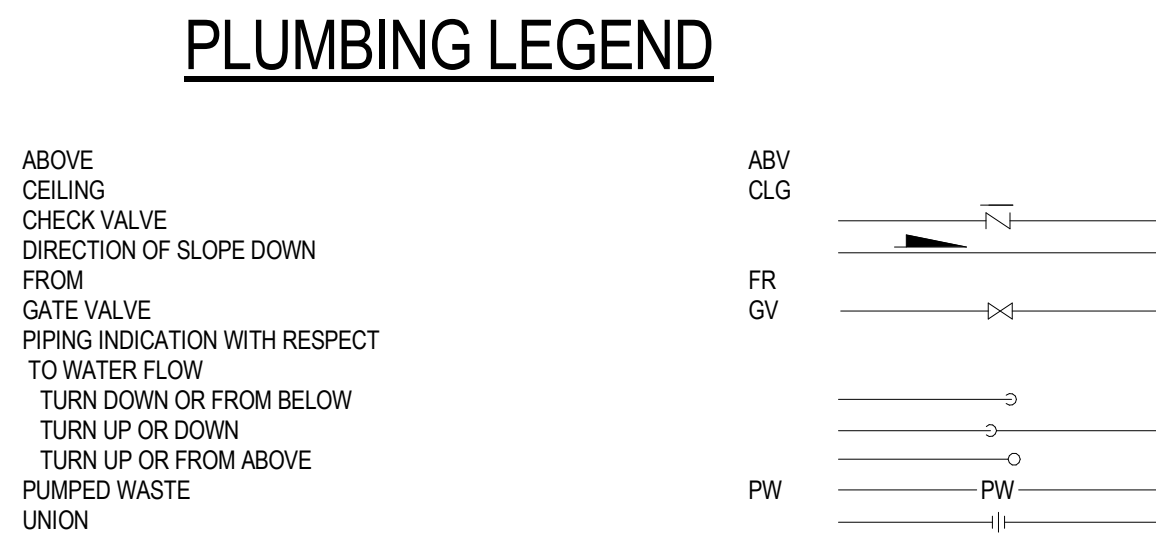 PLUMBING LEGEND
ABOVE ABV
CEILING CLG
CHECK VALVE
DIRECTION OF SLOPE DOWN
FROM FR
GATE VALVE GV
PIPING INDICATION WITH RESPECT
TO WATER FLOW
TURN DOWN OR FROM BELOW
TURN UP OR DOWN
TURN UP OR FROM ABOVE
PUMPED WASTE PW PW
UNION